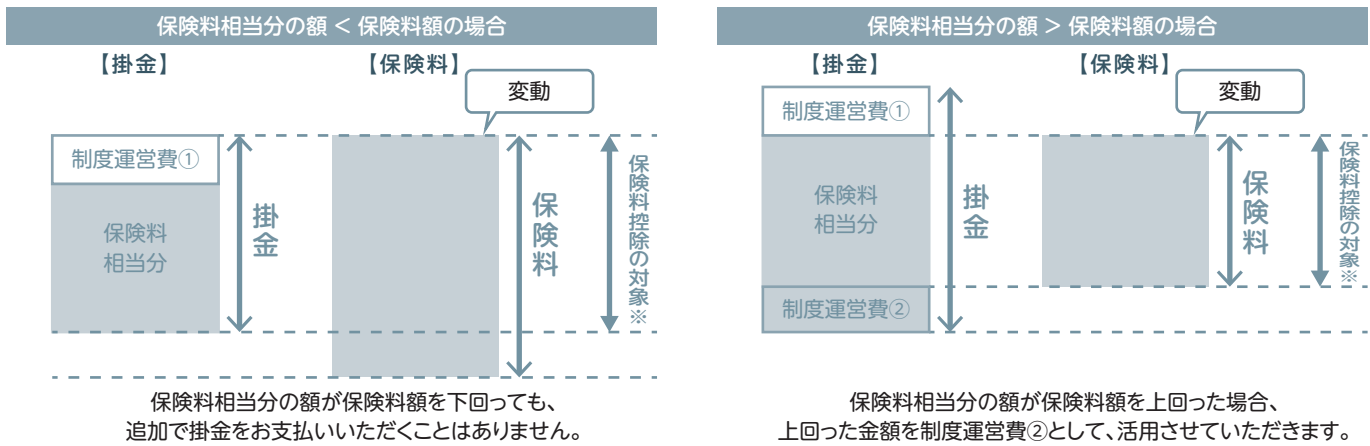 保険料相当分の額 < 保険料額の場合
【掛金】
【保険料】
変動
制度運営費①
保険料
相当分
掛金
保険料
保険料控除の対象※
保険料相当分の額が保険料額を下回っても、
追加で掛金をお支払いいただくことはありません。
保険料相当分の額 > 保険料額の場合
【掛金】
【保険料】
変動
制度運営費①
保険料
相当分
制度運営費②
掛金
保険料
保険料控除の対象※
保険料相当分の額が保険料額を上回った場合、
上回った金額を制度運営費②として、活用させていただきます。